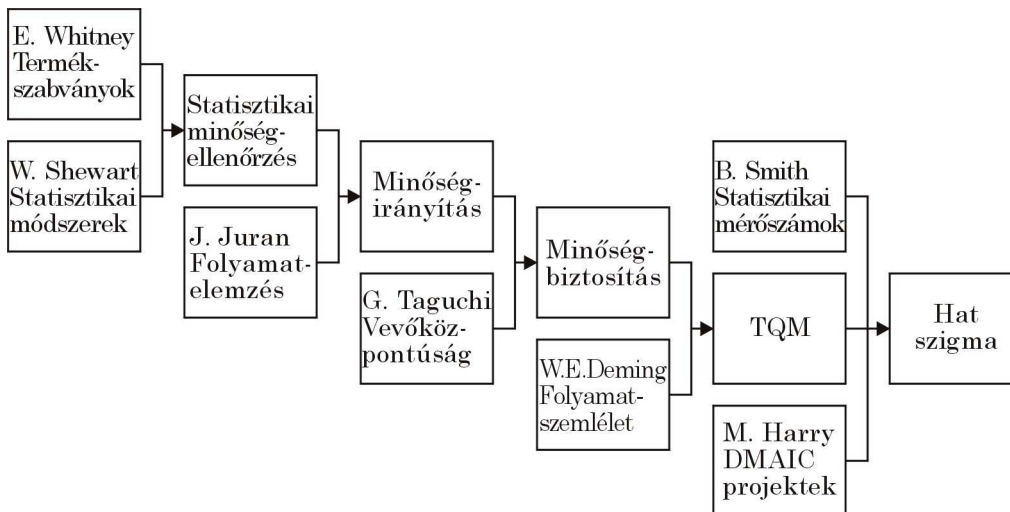 E. Whitney
Termék-
szabványok
W. Shewart
Statisztikai
módszerek
Statisztikai
minőség-
ellenőrzés
J. Juran
Folyamat-
elemzés
Minőség-
irányítás
G. Taguchi
Vevőköz-
pontúság
Minőség-
biztosítás
W.E.Deming
Folyamat-
szemlélet
B. Smith
Statisztikai
mérőszámok
TQM
M. Harry
DMAIC
projektek
Hat
szigma